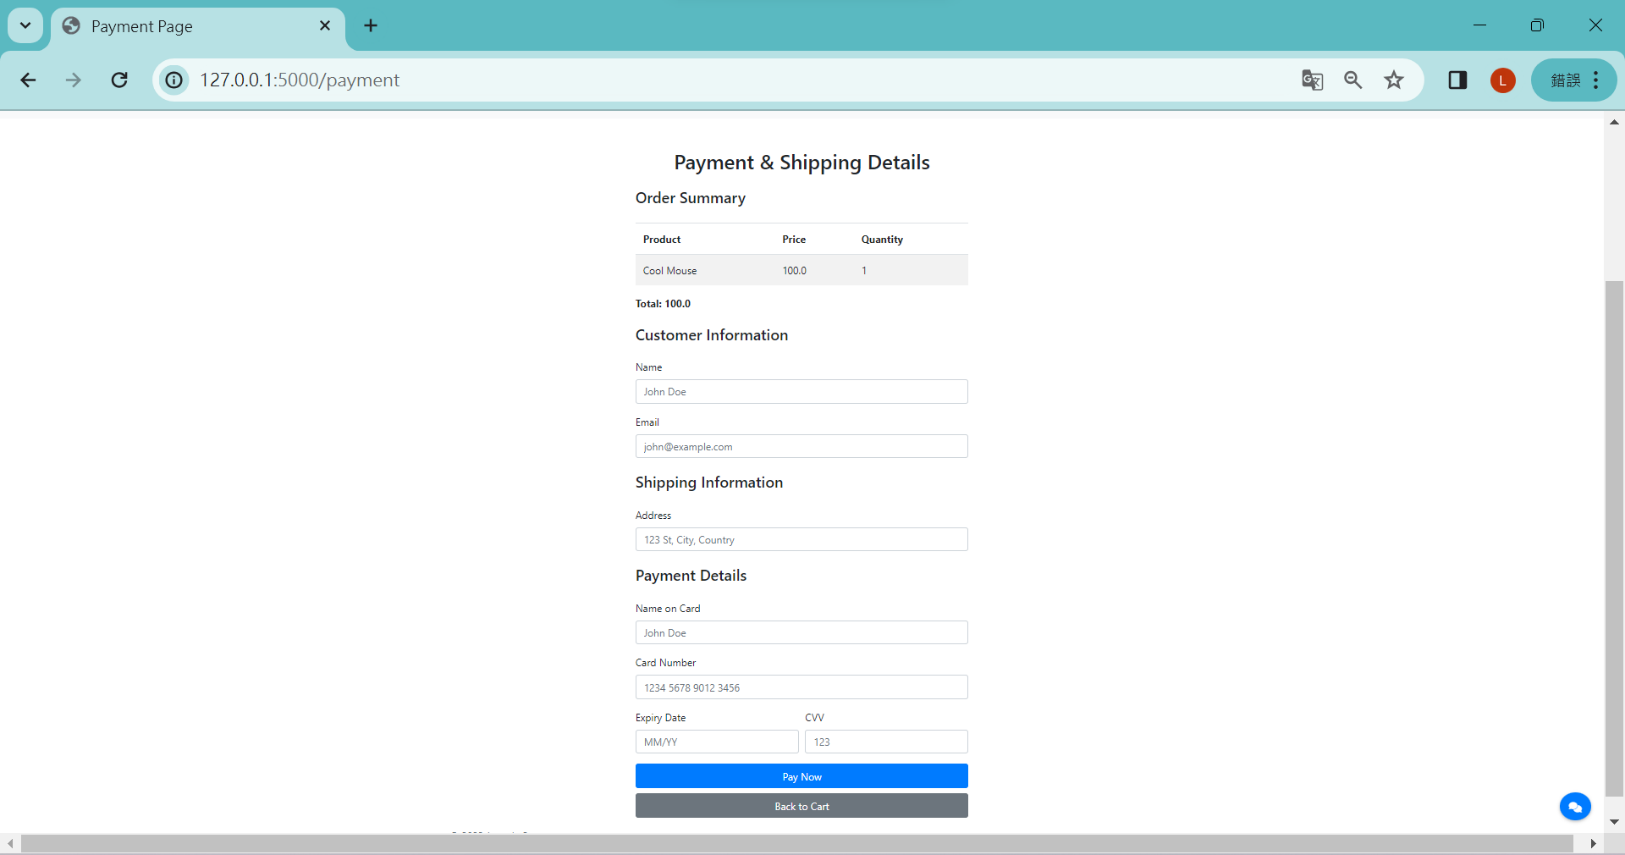 Payment Page
127.0.0.1:5000/payment
L
錯誤
Payment & Shipping Details
Order Summary
Product Price Quantity
Cool Mouse 100.0 1
Total: 100.0
Customer Information
Name
John Doe
Email
john@example.com
Shipping Information
Address
123 St, City, Country
Payment Details
Name on Card
John Doe
Card Number
1234 5678 9012 3456
Expiry Date CVV
MM/YY 123
Pay Now
Back to Cart